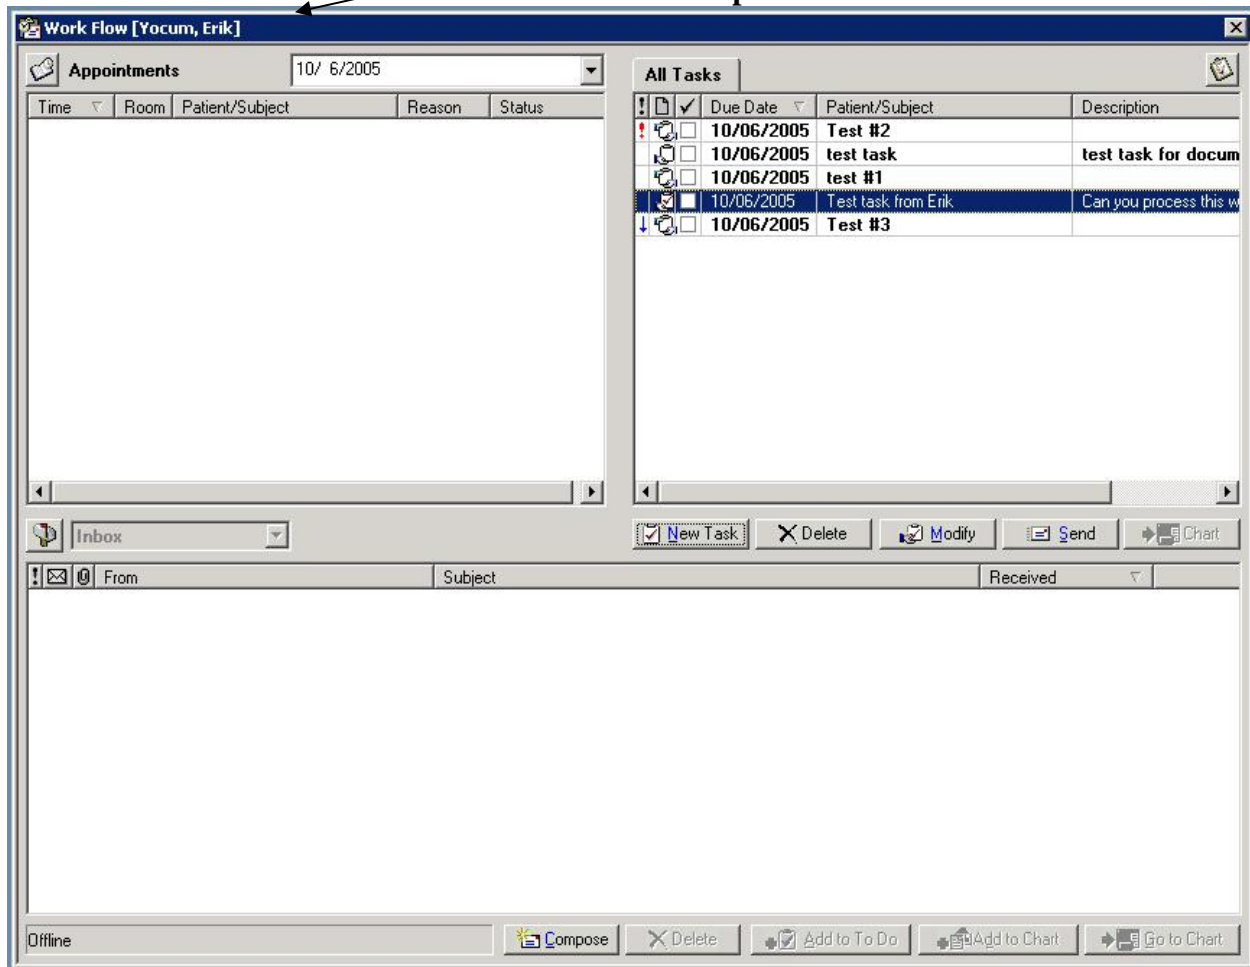 Work Flow [Yocum, Erik]
Appointments 10/ 6/2005
Time Room Patient/Subject Reason Status
All Tasks
! Due Date Patient/Subject Description
! 10/06/2005 Test #2
10/06/2005 test task test task for docum
10/06/2005 test #1
10/06/2005 Test task from Erik Can you process this w
10/06/2005 Test #3
Inbox
New Task Delete Modify Send Chart
! From Subject Received
Offline Compose Delete Add to To Do Add to Chart Go to Chart